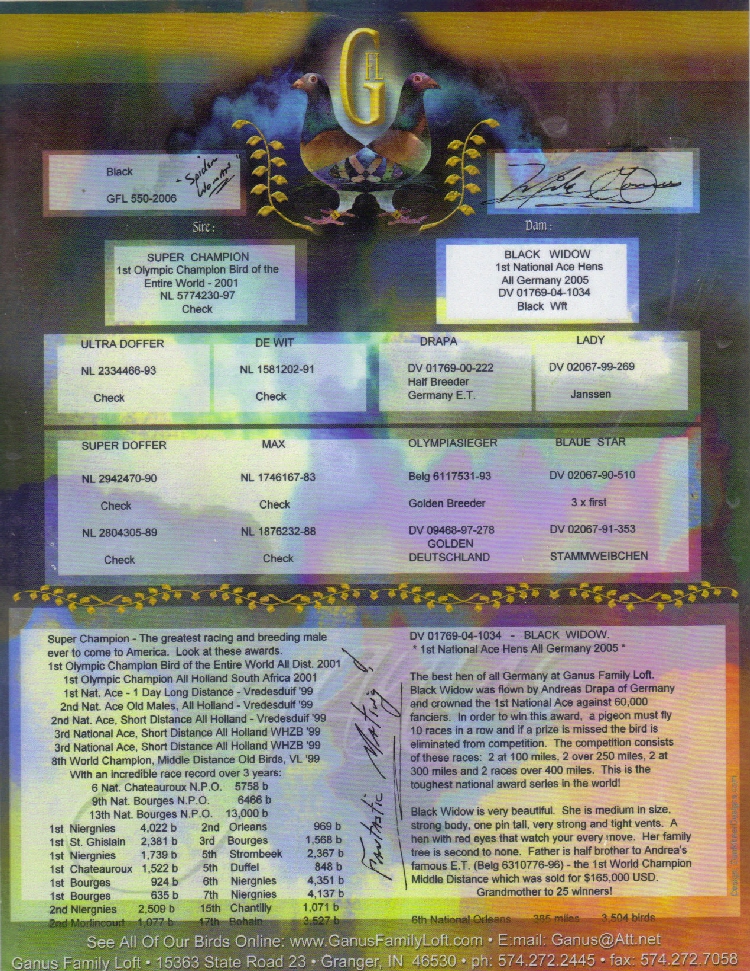 G FL
Black "Spider Woman"
GFL 550-2006
Sire:
Dam:
SUPER CHAMPION
1st Olympic Champion Bird of the
Entire World - 2001
NL 5774230-97
Check
BLACK WIDOW
1st National Ace Hens
All Germany 2005
DV 01769-04-1034
Black Wft
ULTRA DOFFER DE WIT DRAPA LADY
NL 2334466-93 NL 1581202-91 DV 01769-00-222 DV 02067-99-269
Half Breeder
Check Check Germany E.T. Janssen
SUPER DOFFER MAX OLYMPIASIEGER BLAUE STAR
NL 2942470-90 NL 1746167-83 Belg 6117531-93 DV 02067-90-510
Check Check Golden Breeder 3 x first
NL 2804305-89 NL 1876232-88 DV 09468-97-278 DV 02067-91-353
GOLDEN
Check Check DEUTSCHLAND STAMMWEIBCHEN
Super Champion - The greatest racing and breeding male
ever to come to America. Look at these awards.
1st Olympic Champion Bird of the Entire World All Dist. 2001
1st Olympic Champion All Holland South Africa 2001
1st Nat. Ace - 1 Day Long Distance - Vredesduif '99
2nd Nat. Ace Old Males, All Holland - Vredesduif '99
2nd Nat. Ace, Short Distance All Holland - Vredesduif '99
3rd National Ace, Short Distance All Holland WHZB '99
3rd National Ace, Short Distance All Holland WHZB '99
8th World Champion, Middle Distance Old Birds, VL '99
With an incredible race record over 3 years:
6 Nat. Chateauroux N.P.O. 5758 b
9th Nat. Bourges N.P.O. 6466 b
13th Nat. Bourges N.P.O. 13,000 b
1st Niergnies 4,022 b 2nd Orleans 969 b
1st St. Ghislain 2,381 b 3rd Bourges 1,568 b
1st Niergnies 1,739 b 5th Strombeek 2,367 b
1st Chateauroux 1,522 b 5th Duffel 848 b
1st Bourges 924 b 6th Niergnies 4,351 b
1st Bourges 635 b 7th Niergnies 4,137 b
2nd Niergnies 2,509 b 15th Chantilly 1,071 b
2nd Morlincourt 1,077 b 17th 3,527 b
Fantastic Mating
DV 01769-04-1034 - BLACK WIDOW.
* 1st National Ace Hens All Germany 2005 *
The best hen of all Germany at Ganus Family Loft.
Black Widow was flown by Andreas Drapa of Germany
and crowned the 1st National Ace against 60,000
fanciers. In order to win this award, a pigeon must fly
10 races in a row and if a prize is missed the bird is
eliminated from competition. The competition consists
of these races: 2 at 100 miles, 2 over 250 miles, 2 at
300 miles and 2 races over 400 miles. This is the
toughest national award series in the world!
Black Widow is very beautiful. She is medium in size,
strong body, one pin tail, very strong and tight vents. A
hen with red eyes that watch your every move. Her family
tree is second to none. Father is half brother to Andrea's
famous E.T. (Belg 6310776-96) - the 1st World Champion
Middle Distance which was sold for $165,000 USD.
Grandmother to 25 winners!
6th National Orleans 385 miles 3,504 birds
See All Of Our Birds Online: www.GanusFamilyLoft.com • E:mail: Ganus@Att.net
Ganus Family Loft • 15363 State Road 23 • Granger, IN 46530 • ph: 574.272.2445 • fax: 574.272.7058